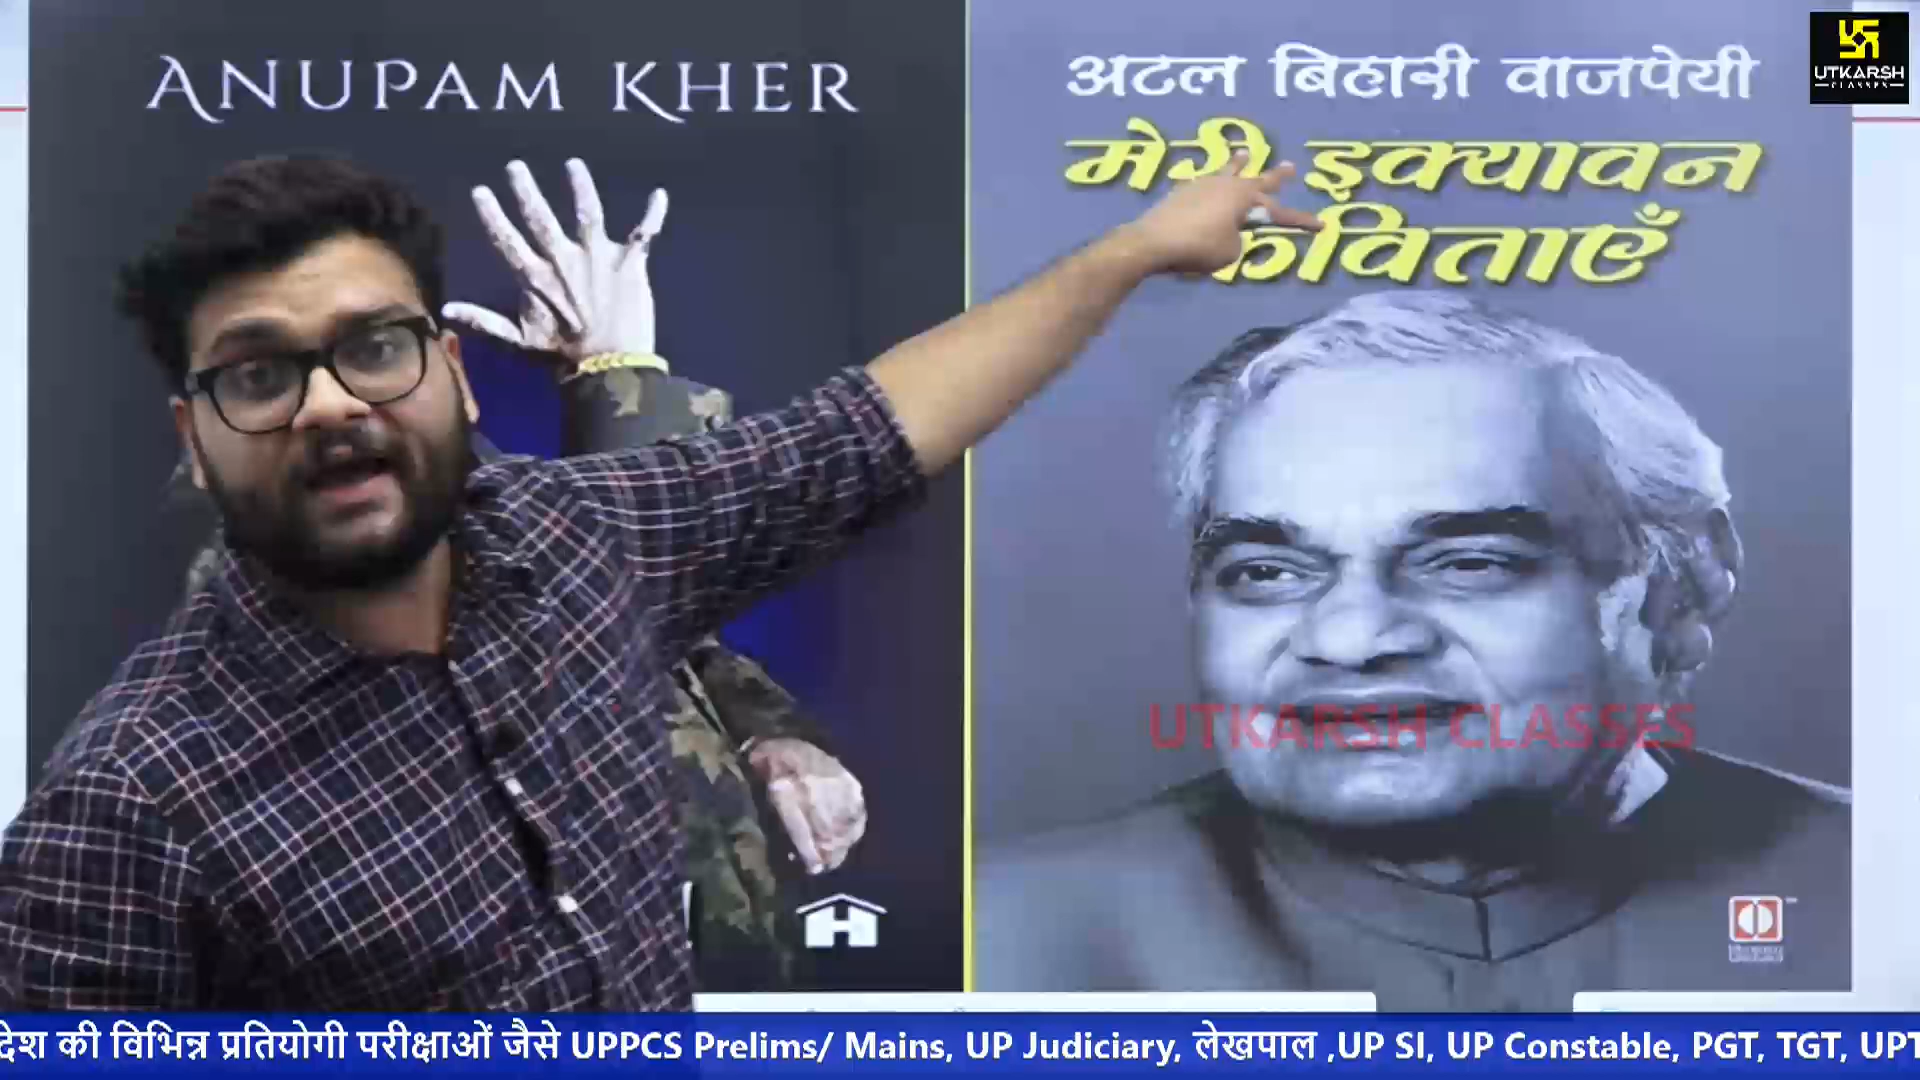 ANUPAM KHER
अटल बिहारी वाजपेयी
मेरी इक्यावन
कविताएँ
UTKARSH
CLASSES
UTKARSH CLASSES
देश की विभिन्न प्रतियोगी परीक्षाओं जैसे UPPCS Prelims/ Mains, UP Judiciary, लेखपाल ,UP SI, UP Constable, PGT, TGT, UPT